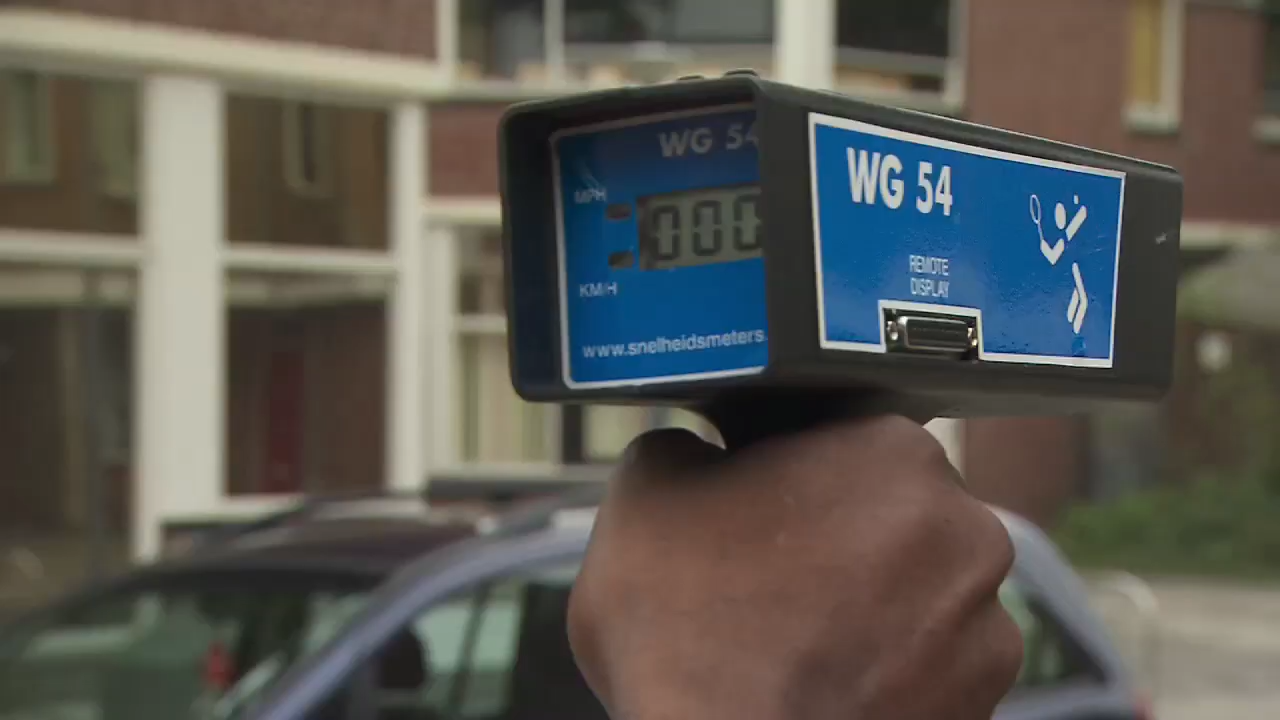 WG 54
MPH
000
KM/H
www.snelheidsmeters.
WG 54
REMOTE
DISPLAY